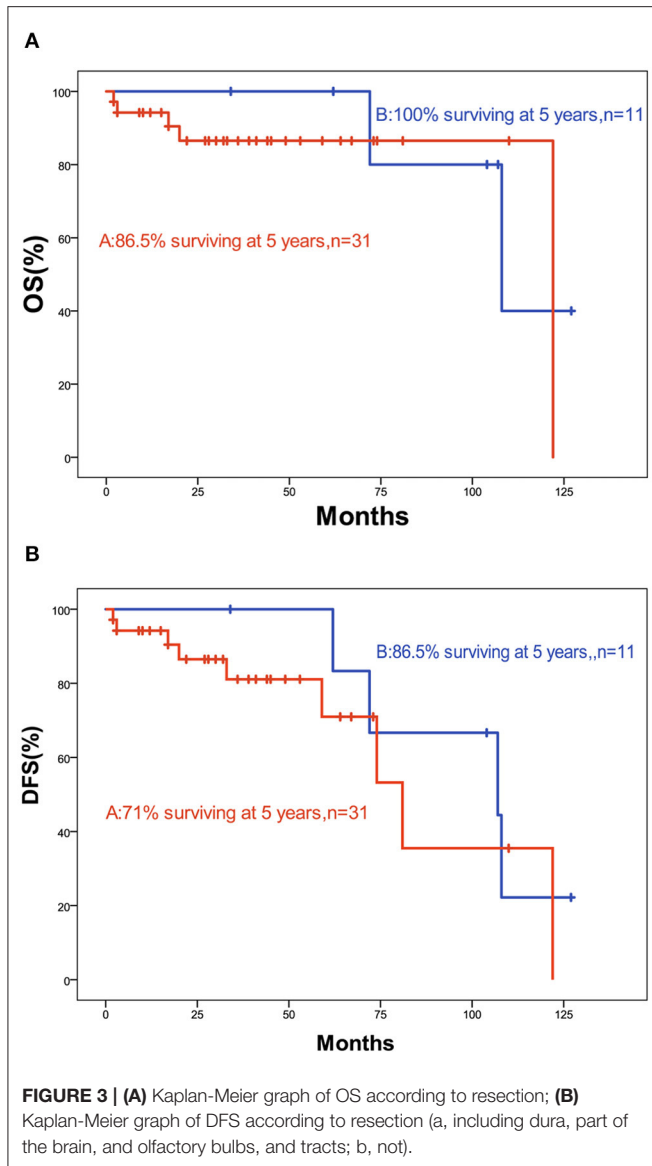 A
100
80
60
40
20
0
OS(%)
B:100% surviving at 5 years,n=11
A:86.5% surviving at 5 years,n=31
0 25 50 75 100 125
Months
B
100
80
60
40
20
0
DFS(%)
B:86.5% surviving at 5 years,,n=11
A:71% surviving at 5 years,n=31
0 25 50 75 100 125
Months
FIGURE 3 | (A) Kaplan-Meier graph of OS according to resection; (B)
Kaplan-Meier graph of DFS according to resection (a, including dura, part of
the brain, and olfactory bulbs, and tracts; b, not).